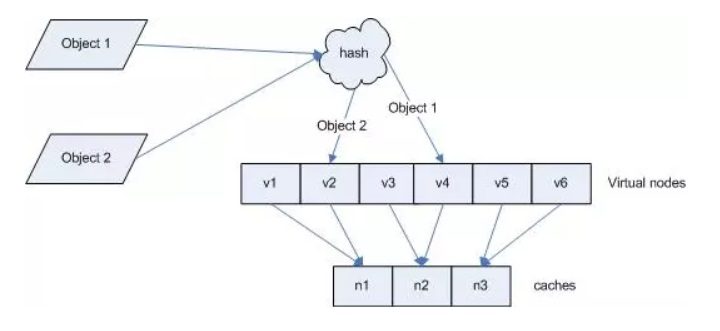 Object 1
hash
Object 1
Object 2
Object 2
v1 v2 v3 v4 v5 v6 Virtual nodes
n1 n2 n3 caches